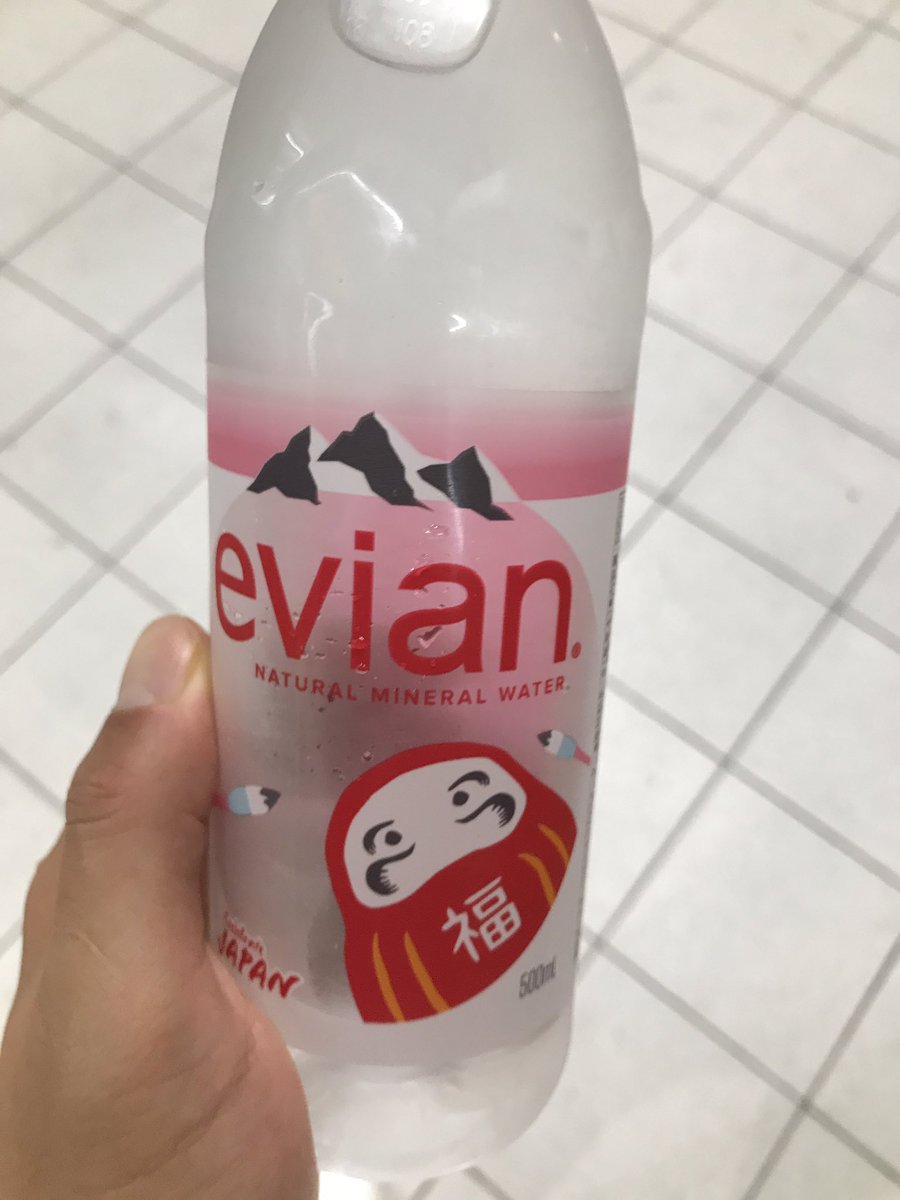 evian®
NATURAL MINERAL WATER.
福
JAPAN
500ml